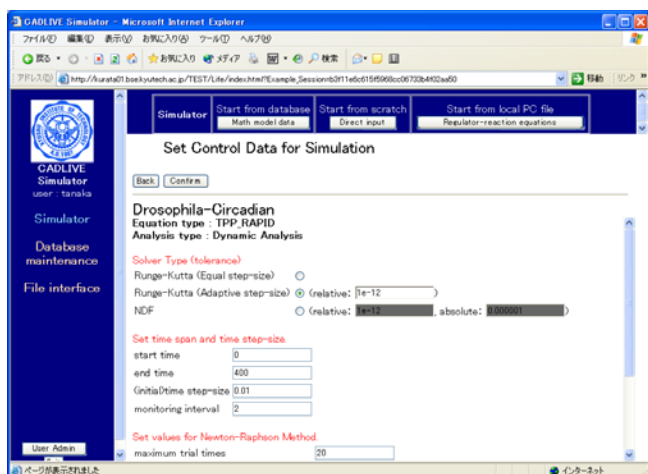 CADLIVE Simulator - Microsoft Internet Explorer
ファイル(F) 編集(E) 表示(V) お気に入り(A) ツール(T) ヘルプ(H)
戻る お気に入り メディア 検索
アドレス(D) 移動 リンク
Simulator
Start from database
Math model data
Start from scratch
Direct input
Start from local PC file
Regulator-reaction equations
CADLIVE
Simulator
user : tanaka
Simulator
Database
maintenance
File interface
User Admin
Set Control Data for Simulation
Back Confirm
Drosophila-Circadian
Equation type : TPP_RAPID
Analysis type : Dynamic Analysis
Solver Type (tolerance)
Runge-Kutta (Equal step-size)
Runge-Kutta (Adaptive step-size) (relative: 1e-12 )
NDF (relative: 1e-12 , absolute: 0.000001 )
Set time span and time step-size.
start time 0
end time 400
(initial)time step-size 0.01
monitoring interval 2
Set values for Newton-Raphson Method.
maximum trial times 20
ページが表示されました
インターネット